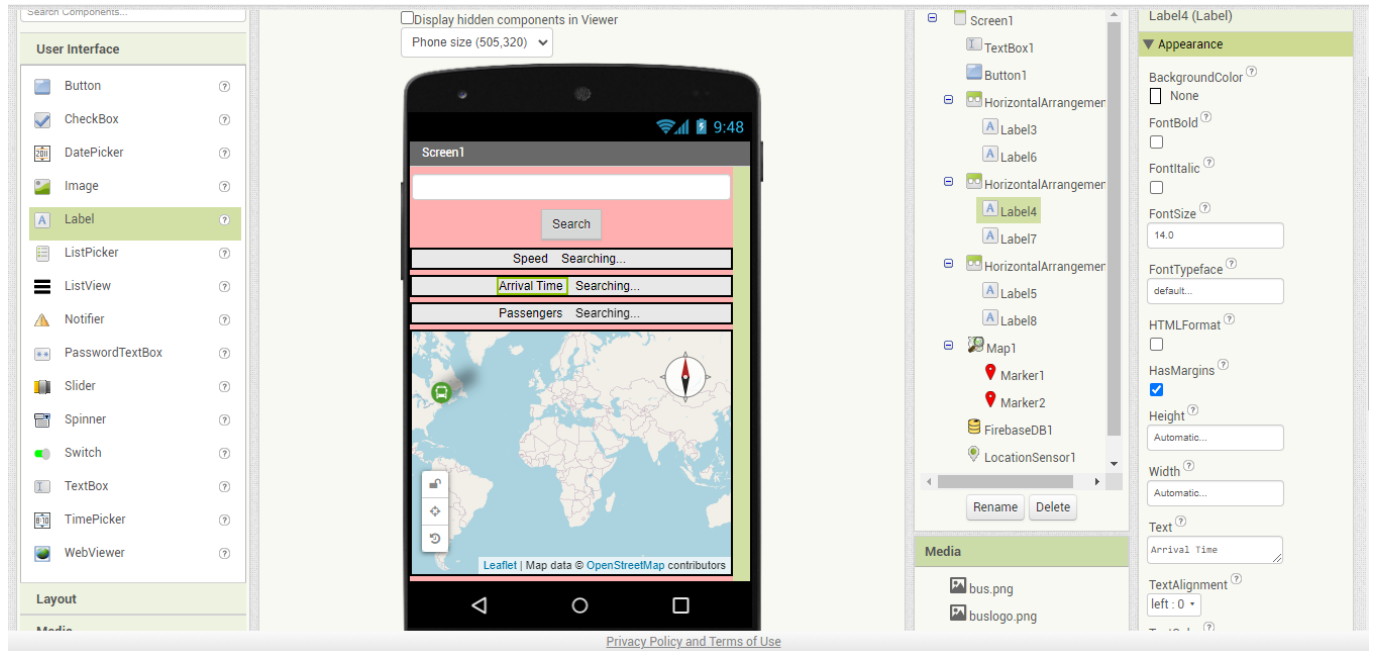 Search Components...
User Interface
Button
CheckBox
DatePicker
Image
Label
ListPicker
ListView
Notifier
PasswordTextBox
Slider
Spinner
Switch
TextBox
TimePicker
WebViewer
Layout
Display hidden components in Viewer
Phone size (505,320)
9:48
Screen1
Search
Speed Searching...
Arrival Time Searching...
Passengers Searching...
Leaflet | Map data © OpenStreetMap contributors
Screen1
TextBox1
Button1
HorizontalArrangemen
Label3
Label6
HorizontalArrangemen
Label4
Label7
HorizontalArrangemen
Label5
Label8
Map1
Marker1
Marker2
FirebaseDB1
LocationSensor1
Rename Delete
Media
bus.png
buslogo.png
Label4 (Label)
Appearance
BackgroundColor
None
FontBold
FontItalic
FontSize
14.0
FontTypeface
default...
HTMLFormat
HasMargins
Height
Automatic...
Width
Automatic...
Text
Arrival Time
TextAlignment
left : 0
Privacy Policy and Terms of Use